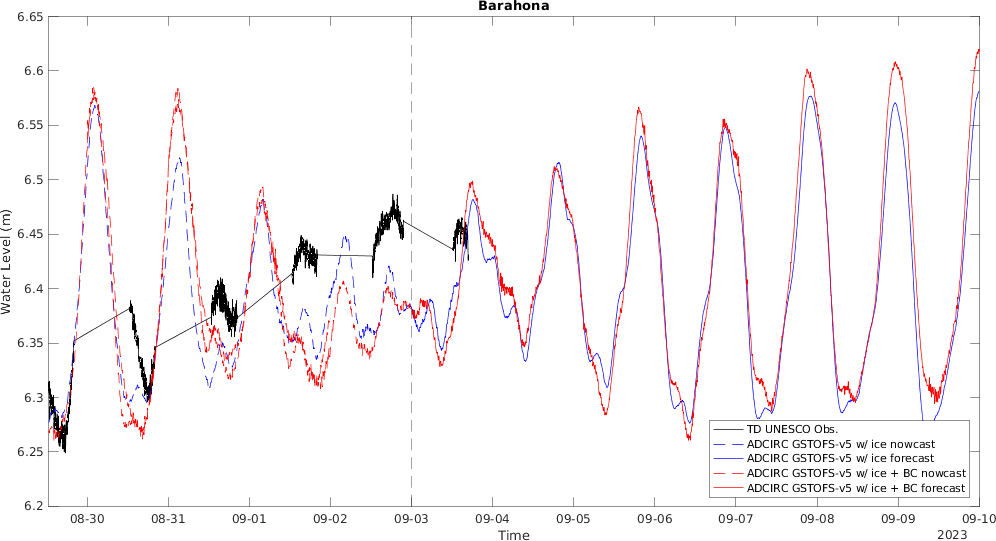 Barahona
6.65
6.6
6.55
6.5
6.45
6.4
6.35
6.3
6.25
6.2
Water Level (m)
TD UNESCO Obs.
ADCIRC GSTOFS-v5 w/ ice nowcast
ADCIRC GSTOFS-v5 w/ ice forecast
ADCIRC GSTOFS-v5 w/ ice + BC nowcast
ADCIRC GSTOFS-v5 w/ ice + BC forecast
08-30 08-31 09-01 09-02 09-03 09-04 09-05 09-06 09-07 09-08 09-09 09-10
Time
2023